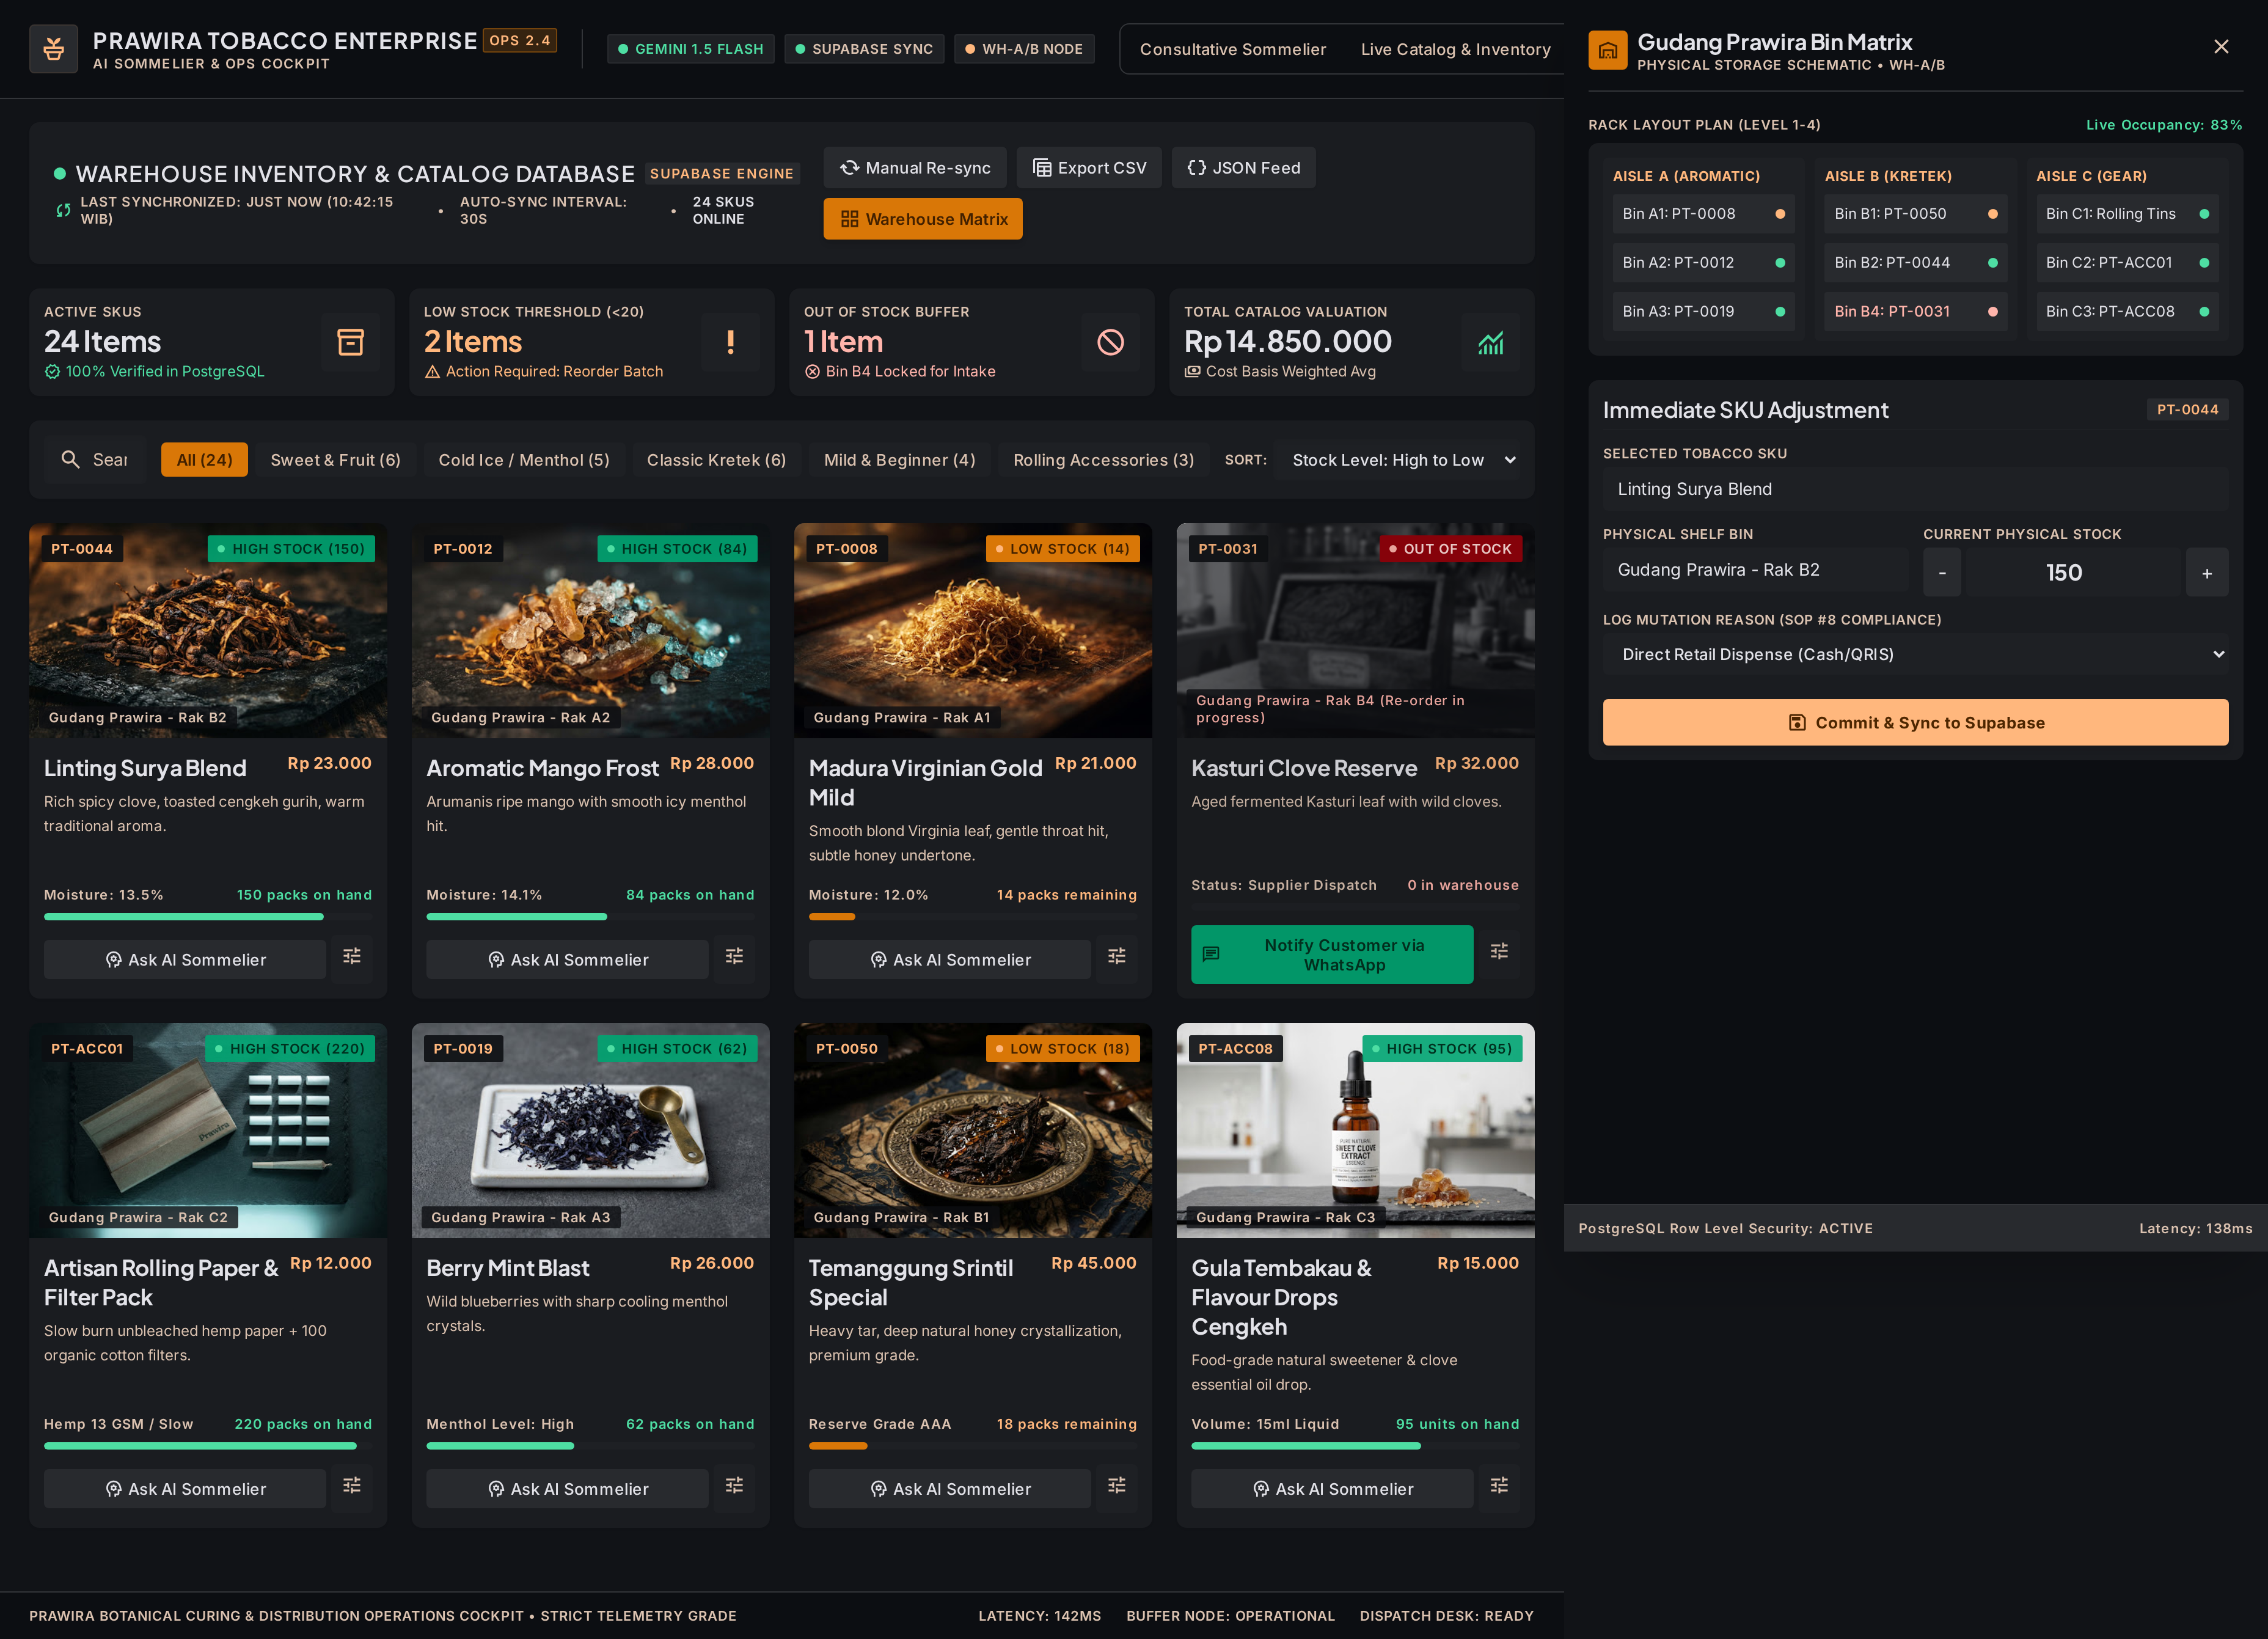 PRAWIRA TOBACCO ENTERPRISE OPS 2.4
AI SOMMELIER & OPS COCKPIT
GEMINI 1.5 FLASH
SUPABASE SYNC
WH-A/B NODE
Consultative Sommelier
Live Catalog & Inventory
WAREHOUSE INVENTORY & CATALOG DATABASE
SUPABASE ENGINE
LAST SYNCHRONIZED: JUST NOW (10:42:15
WIB)
•
AUTO-SYNC INTERVAL:
30S
•
24 SKUS
ONLINE
Manual Re-sync
Export CSV
JSON Feed
Warehouse Matrix
ACTIVE SKUS
24 Items
100% Verified in PostgreSQL
LOW STOCK THRESHOLD (<20)
2 Items
Action Required: Reorder Batch
OUT OF STOCK BUFFER
1 Item
Bin B4 Locked for Intake
TOTAL CATALOG VALUATION
Rp 14.850.000
Cost Basis Weighted Avg
Sear
All (24)
Sweet & Fruit (6)
Cold Ice / Menthol (5)
Classic Kretek (6)
Mild & Beginner (4)
Rolling Accessories (3)
SORT:
Stock Level: High to Low
PT-0044
HIGH STOCK (150)
Gudang Prawira - Rak B2
Linting Surya Blend
Rp 23.000
Rich spicy clove, toasted cengkeh gurih, warm
traditional aroma.
Moisture: 13.5%
150 packs on hand
Ask AI Sommelier
PT-0012
HIGH STOCK (84)
Gudang Prawira - Rak A2
Aromatic Mango Frost
Rp 28.000
Arumanis ripe mango with smooth icy menthol
hit.
Moisture: 14.1%
84 packs on hand
Ask AI Sommelier
PT-0008
LOW STOCK (14)
Gudang Prawira - Rak A1
Madura Virginian Gold
Mild
Rp 21.000
Smooth blond Virginia leaf, gentle throat hit,
subtle honey undertone.
Moisture: 12.0%
14 packs remaining
Ask AI Sommelier
PT-0031
OUT OF STOCK
Gudang Prawira - Rak B4 (Re-order in
progress)
Kasturi Clove Reserve
Rp 32.000
Aged fermented Kasturi leaf with wild cloves.
Status: Supplier Dispatch
0 in warehouse
Notify Customer via
WhatsApp
PT-ACC01
HIGH STOCK (220)
Prawira
Gudang Prawira - Rak C2
Artisan Rolling Paper &
Filter Pack
Rp 12.000
Slow burn unbleached hemp paper + 100
organic cotton filters.
Hemp 13 GSM / Slow
220 packs on hand
Ask AI Sommelier
PT-0019
HIGH STOCK (62)
Gudang Prawira - Rak A3
Berry Mint Blast
Rp 26.000
Wild blueberries with sharp cooling menthol
crystals.
Menthol Level: High
62 packs on hand
Ask AI Sommelier
PT-0050
LOW STOCK (18)
Gudang Prawira - Rak B1
Temanggung Srintil
Special
Rp 45.000
Heavy tar, deep natural honey crystallization,
premium grade.
Reserve Grade AAA
18 packs remaining
Ask AI Sommelier
PT-ACC08
HIGH STOCK (95)
PURE NATURAL
SWEET CLOVE
EXTRACT
ESSENCE
Gudang Prawira - Rak C3
Gula Tembakau &
Flavour Drops
Cengkeh
Rp 15.000
Food-grade natural sweetener & clove
essential oil drop.
Volume: 15ml Liquid
95 units on hand
Ask AI Sommelier
PRAWIRA BOTANICAL CURING & DISTRIBUTION OPERATIONS COCKPIT • STRICT TELEMETRY GRADE
LATENCY: 142MS
BUFFER NODE: OPERATIONAL
DISPATCH DESK: READY
Gudang Prawira Bin Matrix
PHYSICAL STORAGE SCHEMATIC • WH-A/B
RACK LAYOUT PLAN (LEVEL 1-4)
Live Occupancy: 83%
AISLE A (AROMATIC)
Bin A1: PT-0008
Bin A2: PT-0012
Bin A3: PT-0019
AISLE B (KRETEK)
Bin B1: PT-0050
Bin B2: PT-0044
Bin B4: PT-0031
AISLE C (GEAR)
Bin C1: Rolling Tins
Bin C2: PT-ACC01
Bin C3: PT-ACC08
Immediate SKU Adjustment
PT-0044
SELECTED TOBACCO SKU
Linting Surya Blend
PHYSICAL SHELF BIN
Gudang Prawira - Rak B2
CURRENT PHYSICAL STOCK
-
150
+
LOG MUTATION REASON (SOP #8 COMPLIANCE)
Direct Retail Dispense (Cash/QRIS)
Commit & Sync to Supabase
PostgreSQL Row Level Security: ACTIVE
Latency: 138ms